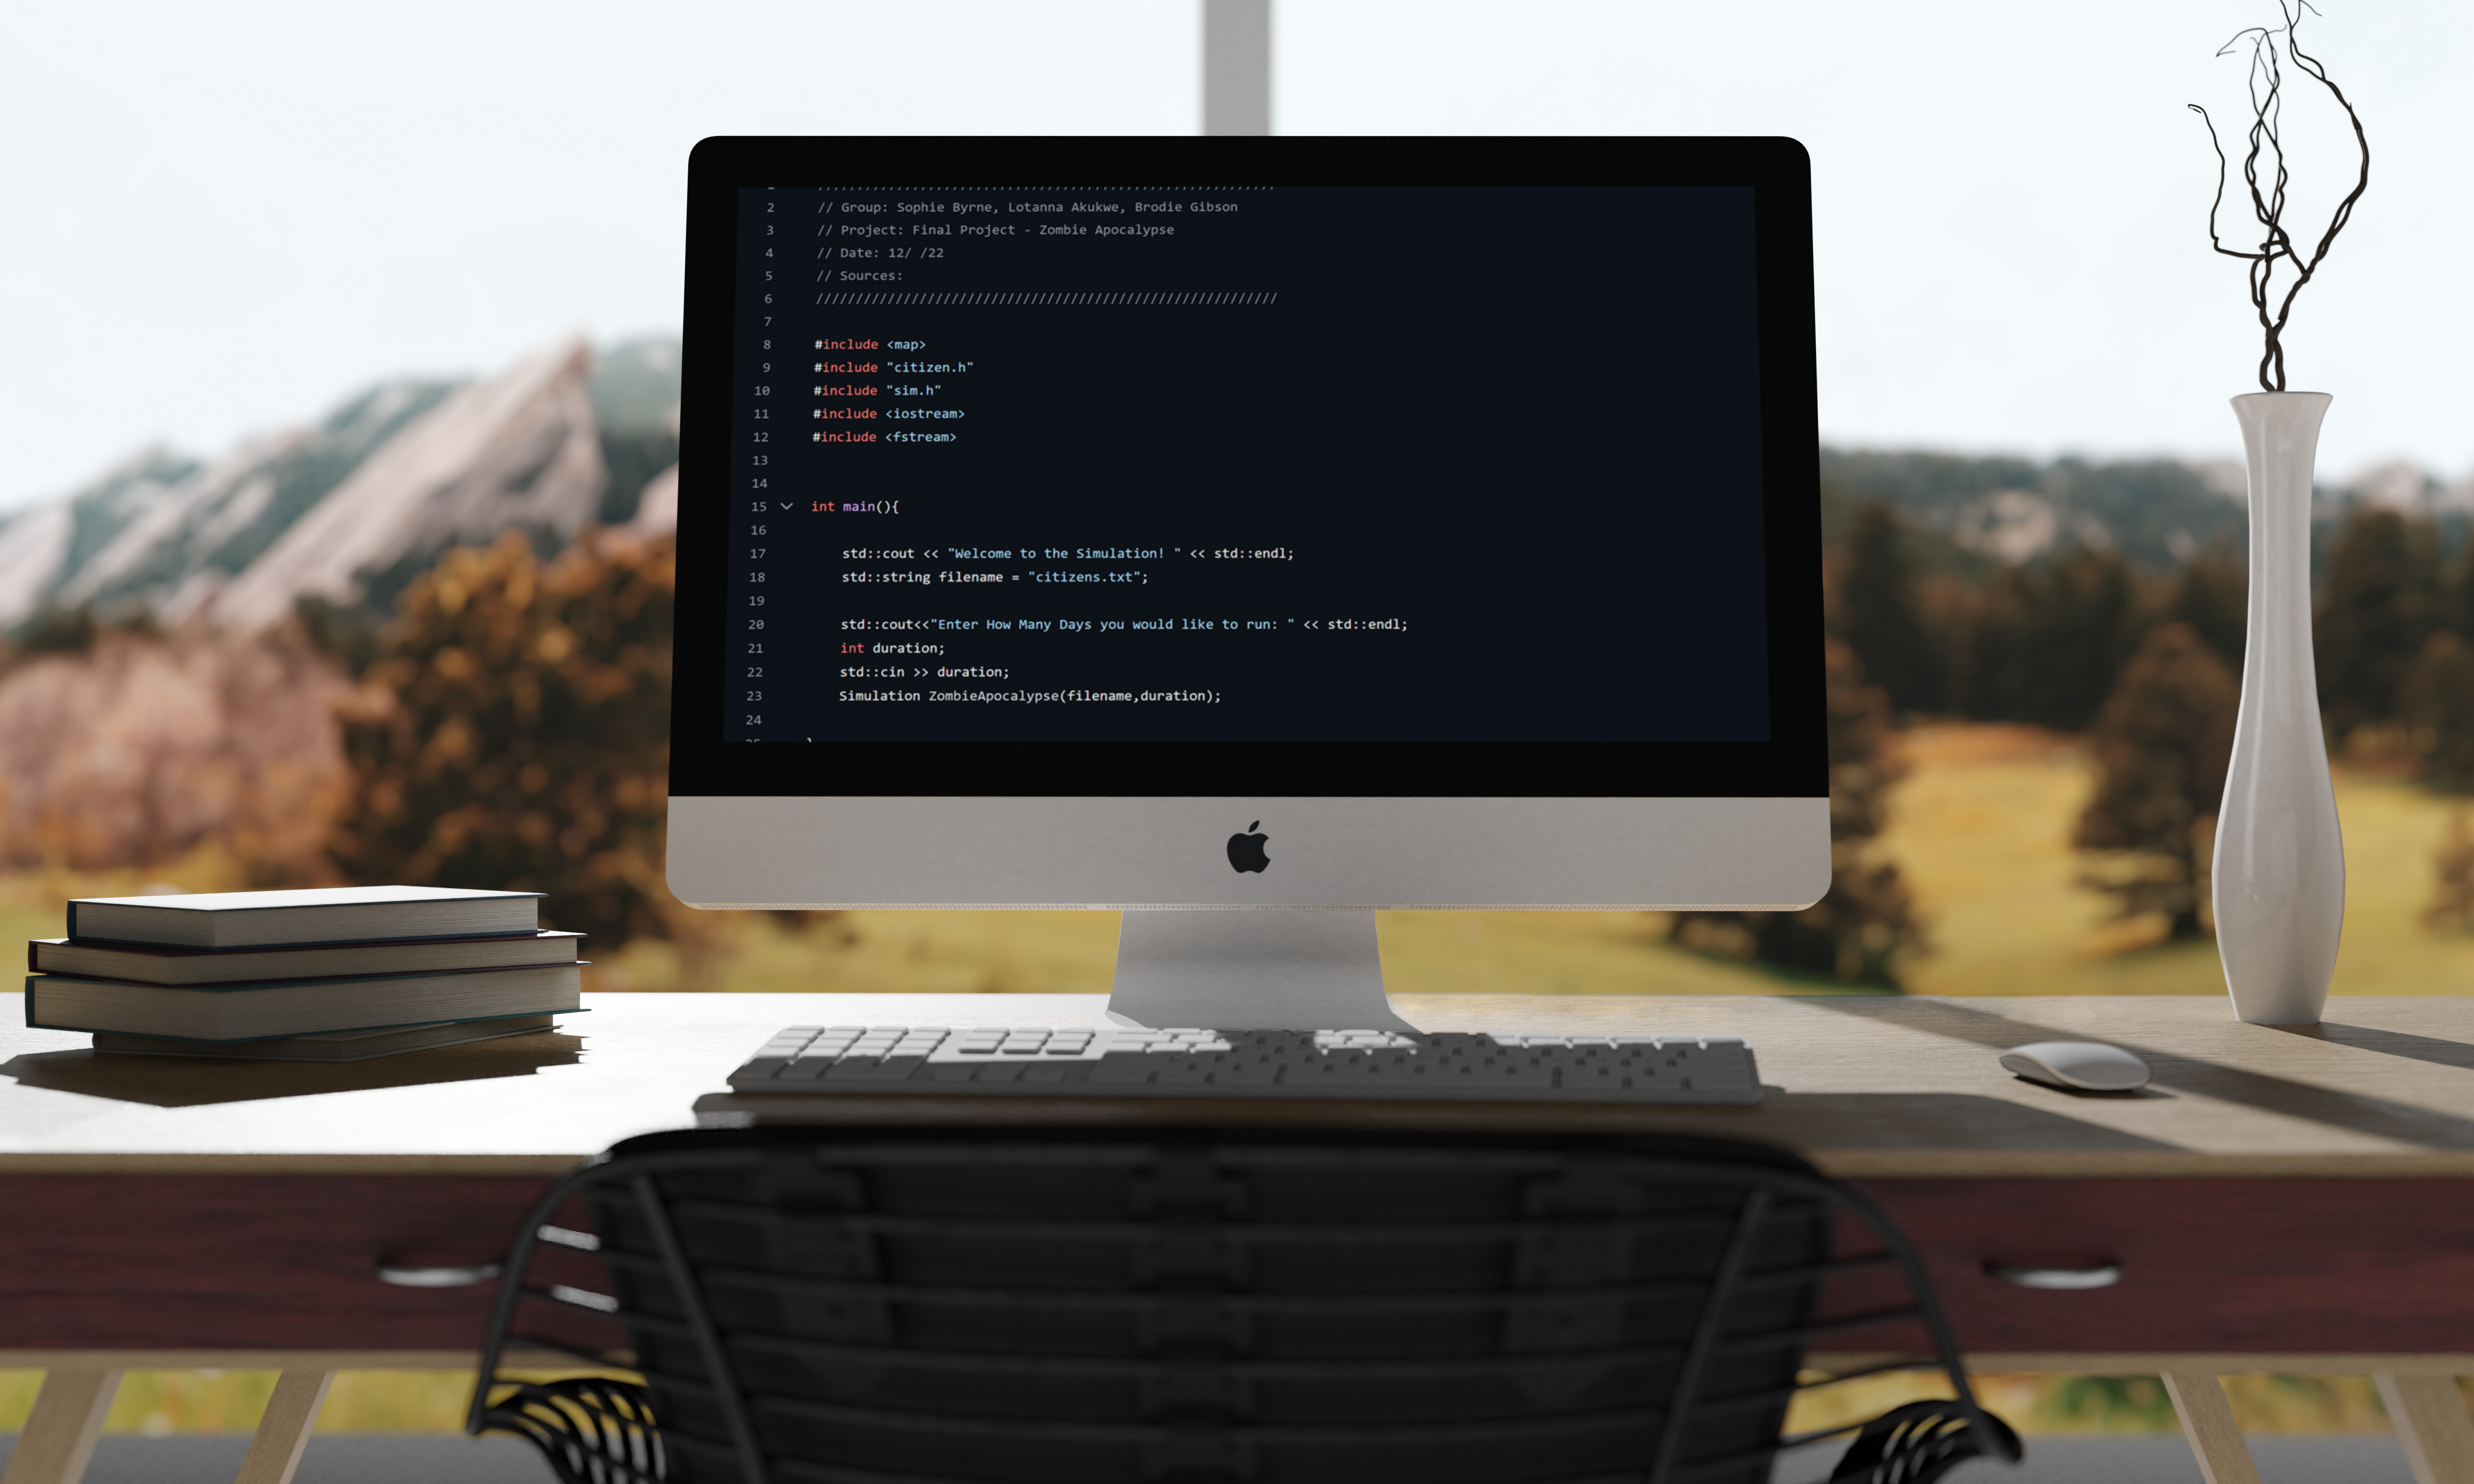 2 // Group: Sophie Byrne, Lotanna Akukwe, Brodie Gibson
3 // Project: Final Project - Zombie Apocalypse
4 // Date: 12/ /22
5 // Sources:
6 //////////////////////////////////////////////////////////
7
8 #include <map>
9 #include "citizen.h"
10 #include "sim.h"
11 #include <iostream>
12 #include <fstream>
13
14
15 int main(){
16
17 std::cout << "Welcome to the Simulation! " << std::endl;
18 std::string filename = "citizens.txt";
19
20 std::cout<<"Enter How Many Days you would like to run: " << std::endl;
21 int duration;
22 std::cin >> duration;
23 Simulation ZombieApocalypse(filename,duration);
24